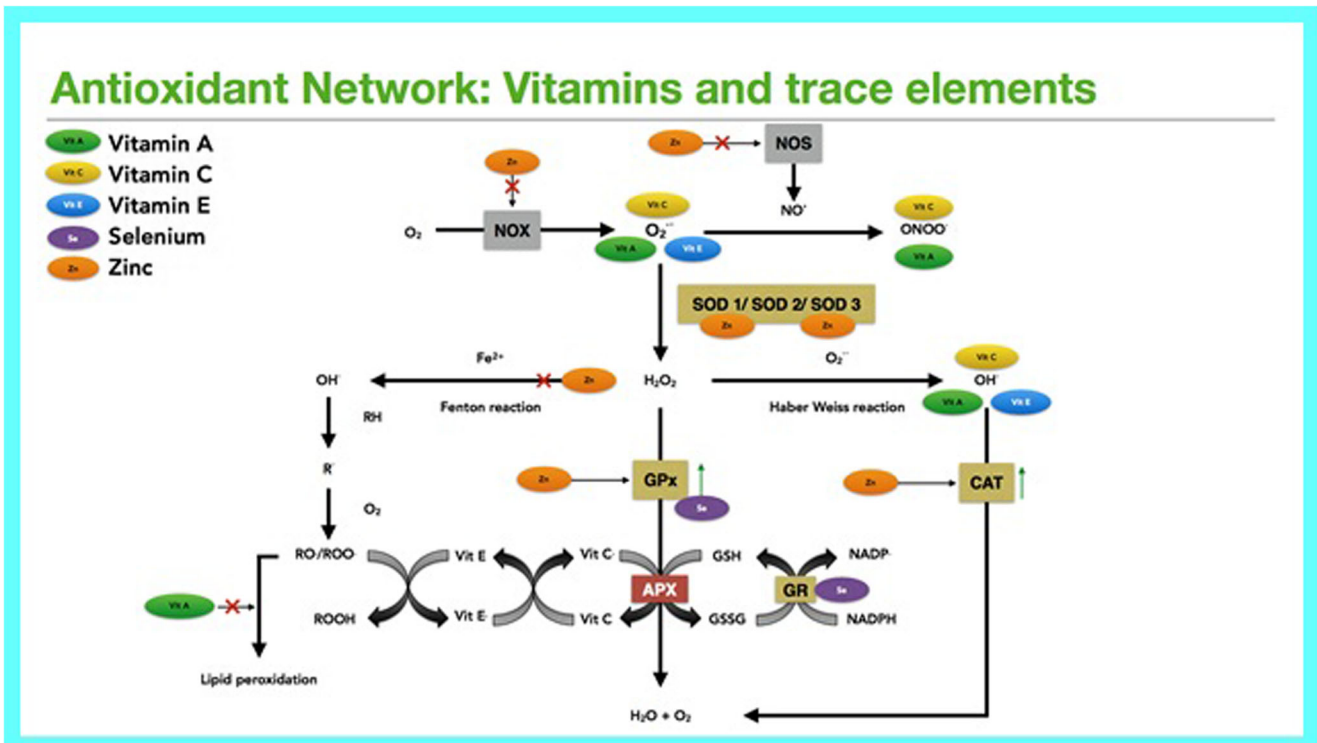 Antioxidant Network: Vitamins and trace elements
Vit A Vitamin A
Vit C Vitamin C
Vit E Vitamin E
Se Selenium
Zn Zinc
Zn NOS
Zn
Vit C NO· Vit C
O₂ NOX O₂·⁻ ONOO⁻
Vit A Vit E Vit A
SOD 1/ SOD 2/ SOD 3
Zn Zn
Fe²⁺ O₂·⁻ Vit C
OH· Zn H₂O₂ OH·
Fenton reaction Haber Weiss reaction Vit A Vit E
RH
R· Zn GPx Zn CAT
Se
O₂
RO·/ROO· Vit E Vit C· GSH NADP·
Vit A APX GR Se
ROOH Vit E· Vit C GSSG NADPH
Lipid peroxidation
H₂O + O₂